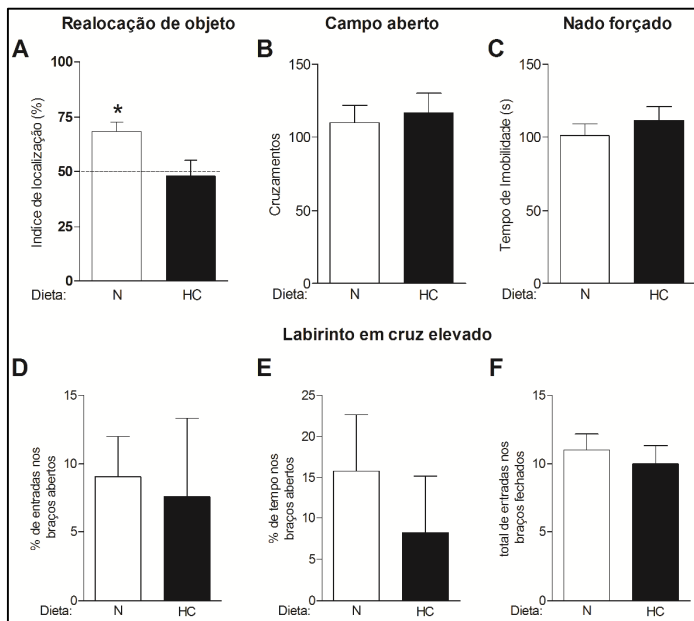 Realocação de objeto
Campo aberto
Nado forçado
A
B
C
Indice de localização (%)
100
75
50
25
0
*
Dieta:
N
HC
Cruzamentos
150
100
50
0
Dieta:
N
HC
Tempo de Imobilidade (s)
150
100
50
0
Dieta:
N
HC
Labirinto em cruz elevado
D
E
F
% de entradas nos
braços abertos
15
10
5
0
Dieta:
N
HC
% de tempo nos
braços abertos
25
20
15
10
5
0
Dieta:
N
HC
total de entradas nos
braços fechados
15
10
5
0
Dieta:
N
HC